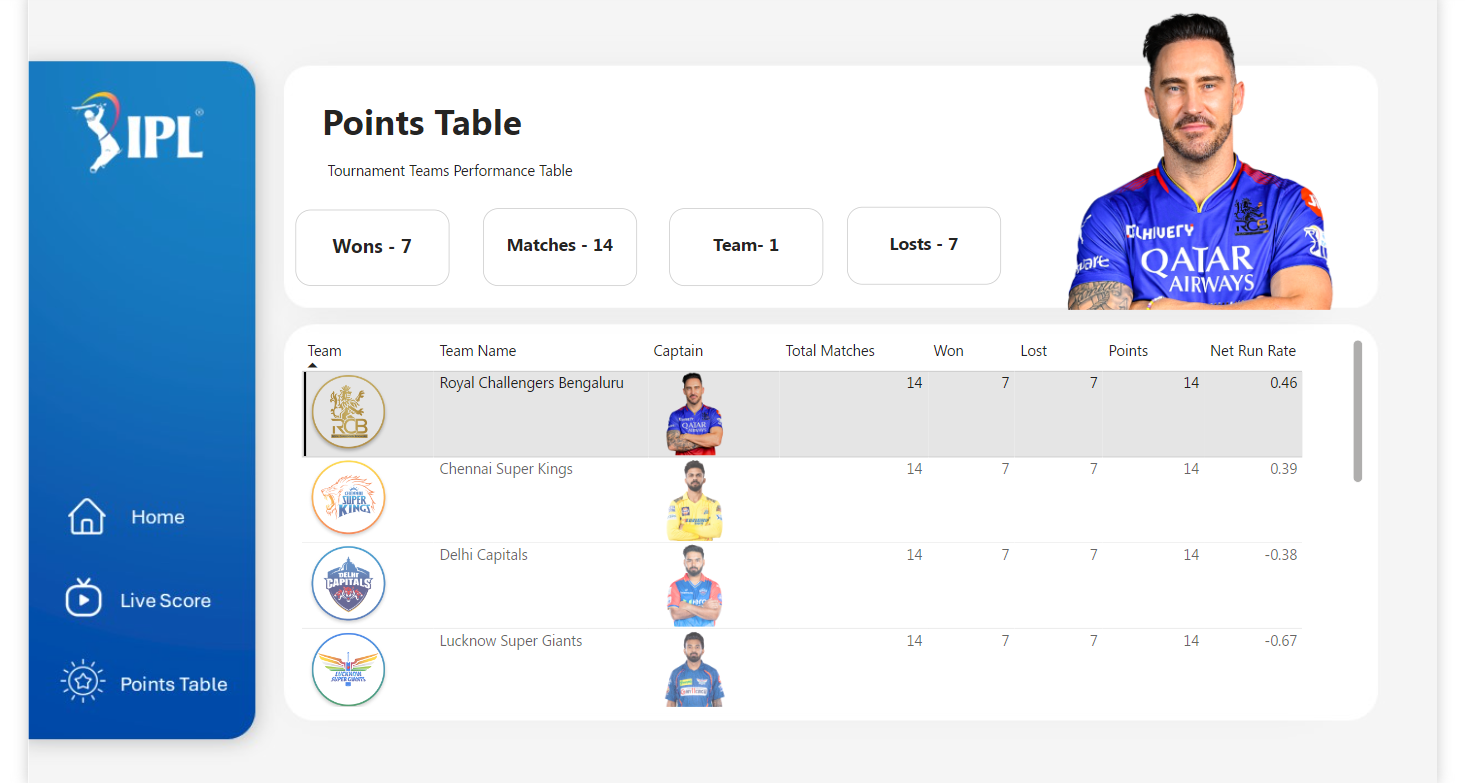 IPL
Points Table
Tournament Teams Performance Table
Wons - 7
Matches - 14
Team- 1
Losts - 7
QATAR
AIRWAYS
RCB
Home
Live Score
Points Table
Team Team Name Captain Total Matches Won Lost Points Net Run Rate
RCB Royal Challengers Bengaluru QATAR 14 7 7 14 0.46
CHENNAI SUPER KINGS Chennai Super Kings 14 7 7 14 0.39
DELHI CAPITALS Delhi Capitals 14 7 7 14 -0.38
LUCKNOW SUPER GIANTS Lucknow Super Giants 14 7 7 14 -0.67